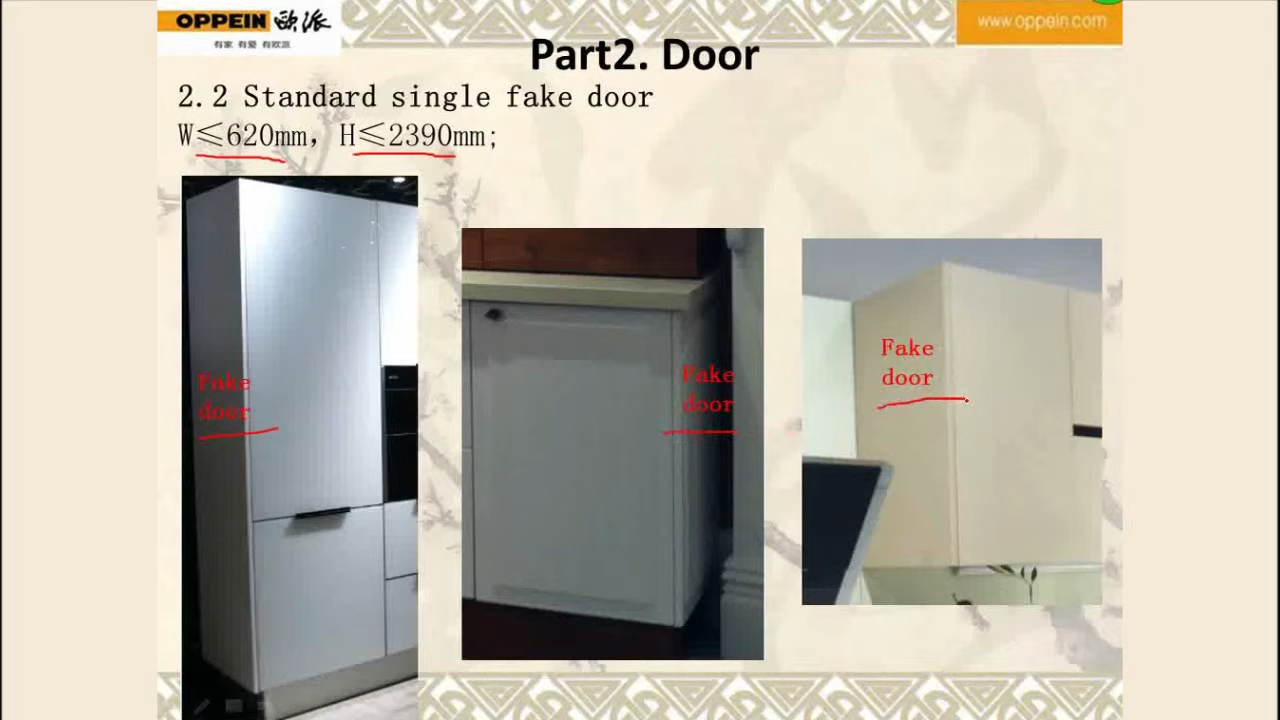 OPPEIN 欧派
有家 有爱 有欧派
www.oppein.com
Part2. Door
2.2 Standard single fake door
W≤620mm, H≤2390mm;
Fake
door
Fake
door
Fake
door